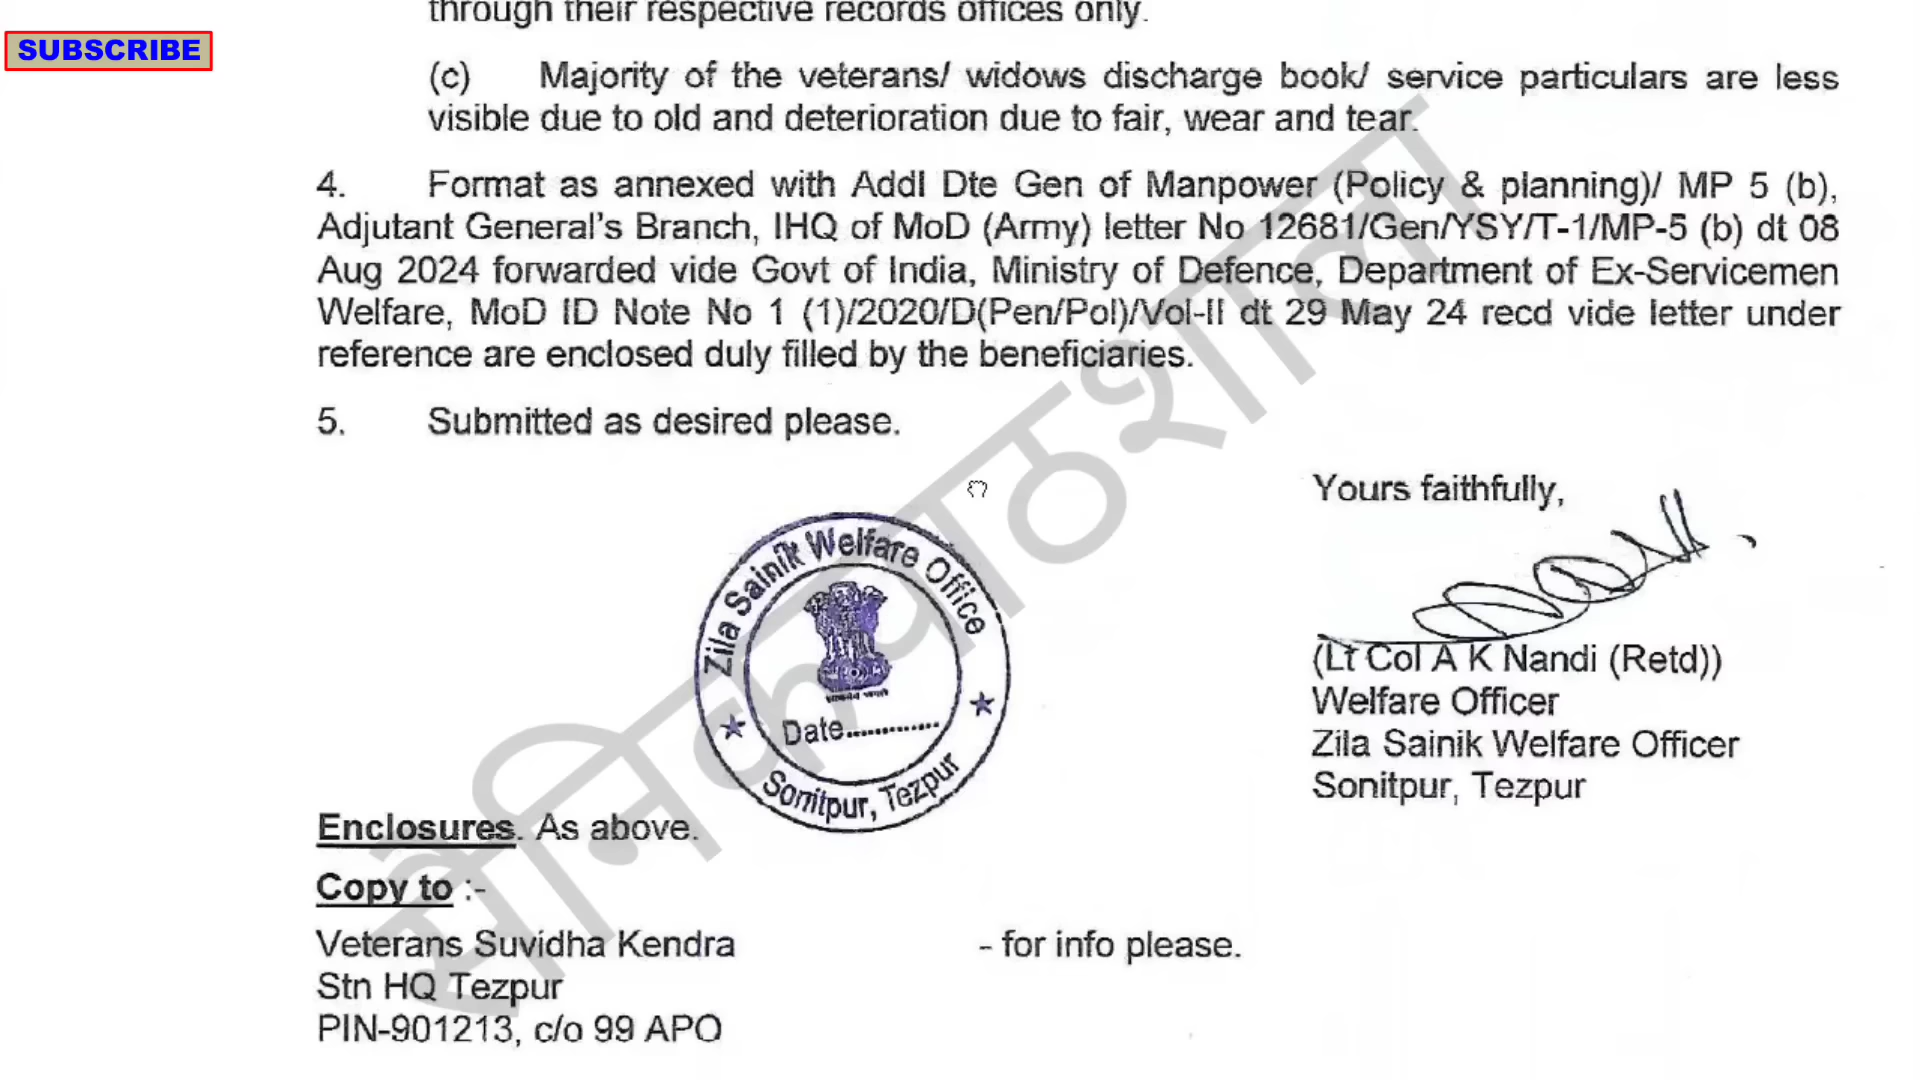 through their respective records offices only.
SUBSCRIBE
(c) Majority of the veterans/ widows discharge book/ service particulars are less
visible due to old and deterioration due to fair, wear and tear.
4. Format as annexed with Addl Dte Gen of Manpower (Policy & planning)/ MP 5 (b),
Adjutant General's Branch, IHQ of MoD (Army) letter No 12681/Gen/YSY/T-1/MP-5 (b) dt 08
Aug 2024 forwarded vide Govt of India, Ministry of Defence, Department of Ex-Servicemen
Welfare, MoD ID Note No 1 (1)/2020/D(Pen/Pol)/Vol-II dt 29 May 24 recd vide letter under
reference are enclosed duly filled by the beneficiaries.
5. Submitted as desired please.
Yours faithfully,
Zila Sainik Welfare Office
Date............
Sonitpur, Tezpur
(Lt Col A K Nandi (Retd))
Welfare Officer
Zila Sainik Welfare Officer
Sonitpur, Tezpur
Enclosures. As above.
Copy to :-
Veterans Suvidha Kendra - for info please.
Stn HQ Tezpur
PIN-901213, c/o 99 APO
सैनिक पाठशाला